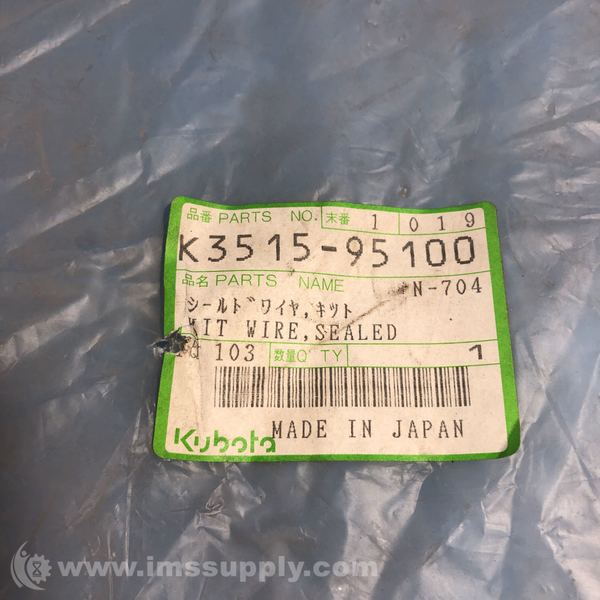 品番 PARTS NO. 末番 1 019
K3515-95100
品名 PARTS NAME N-704
シールドワイヤ,キット
KIT WIRE,SEALED
103 数量Q'TY 1
Kubota MADE IN JAPAN
www.imssupply.com